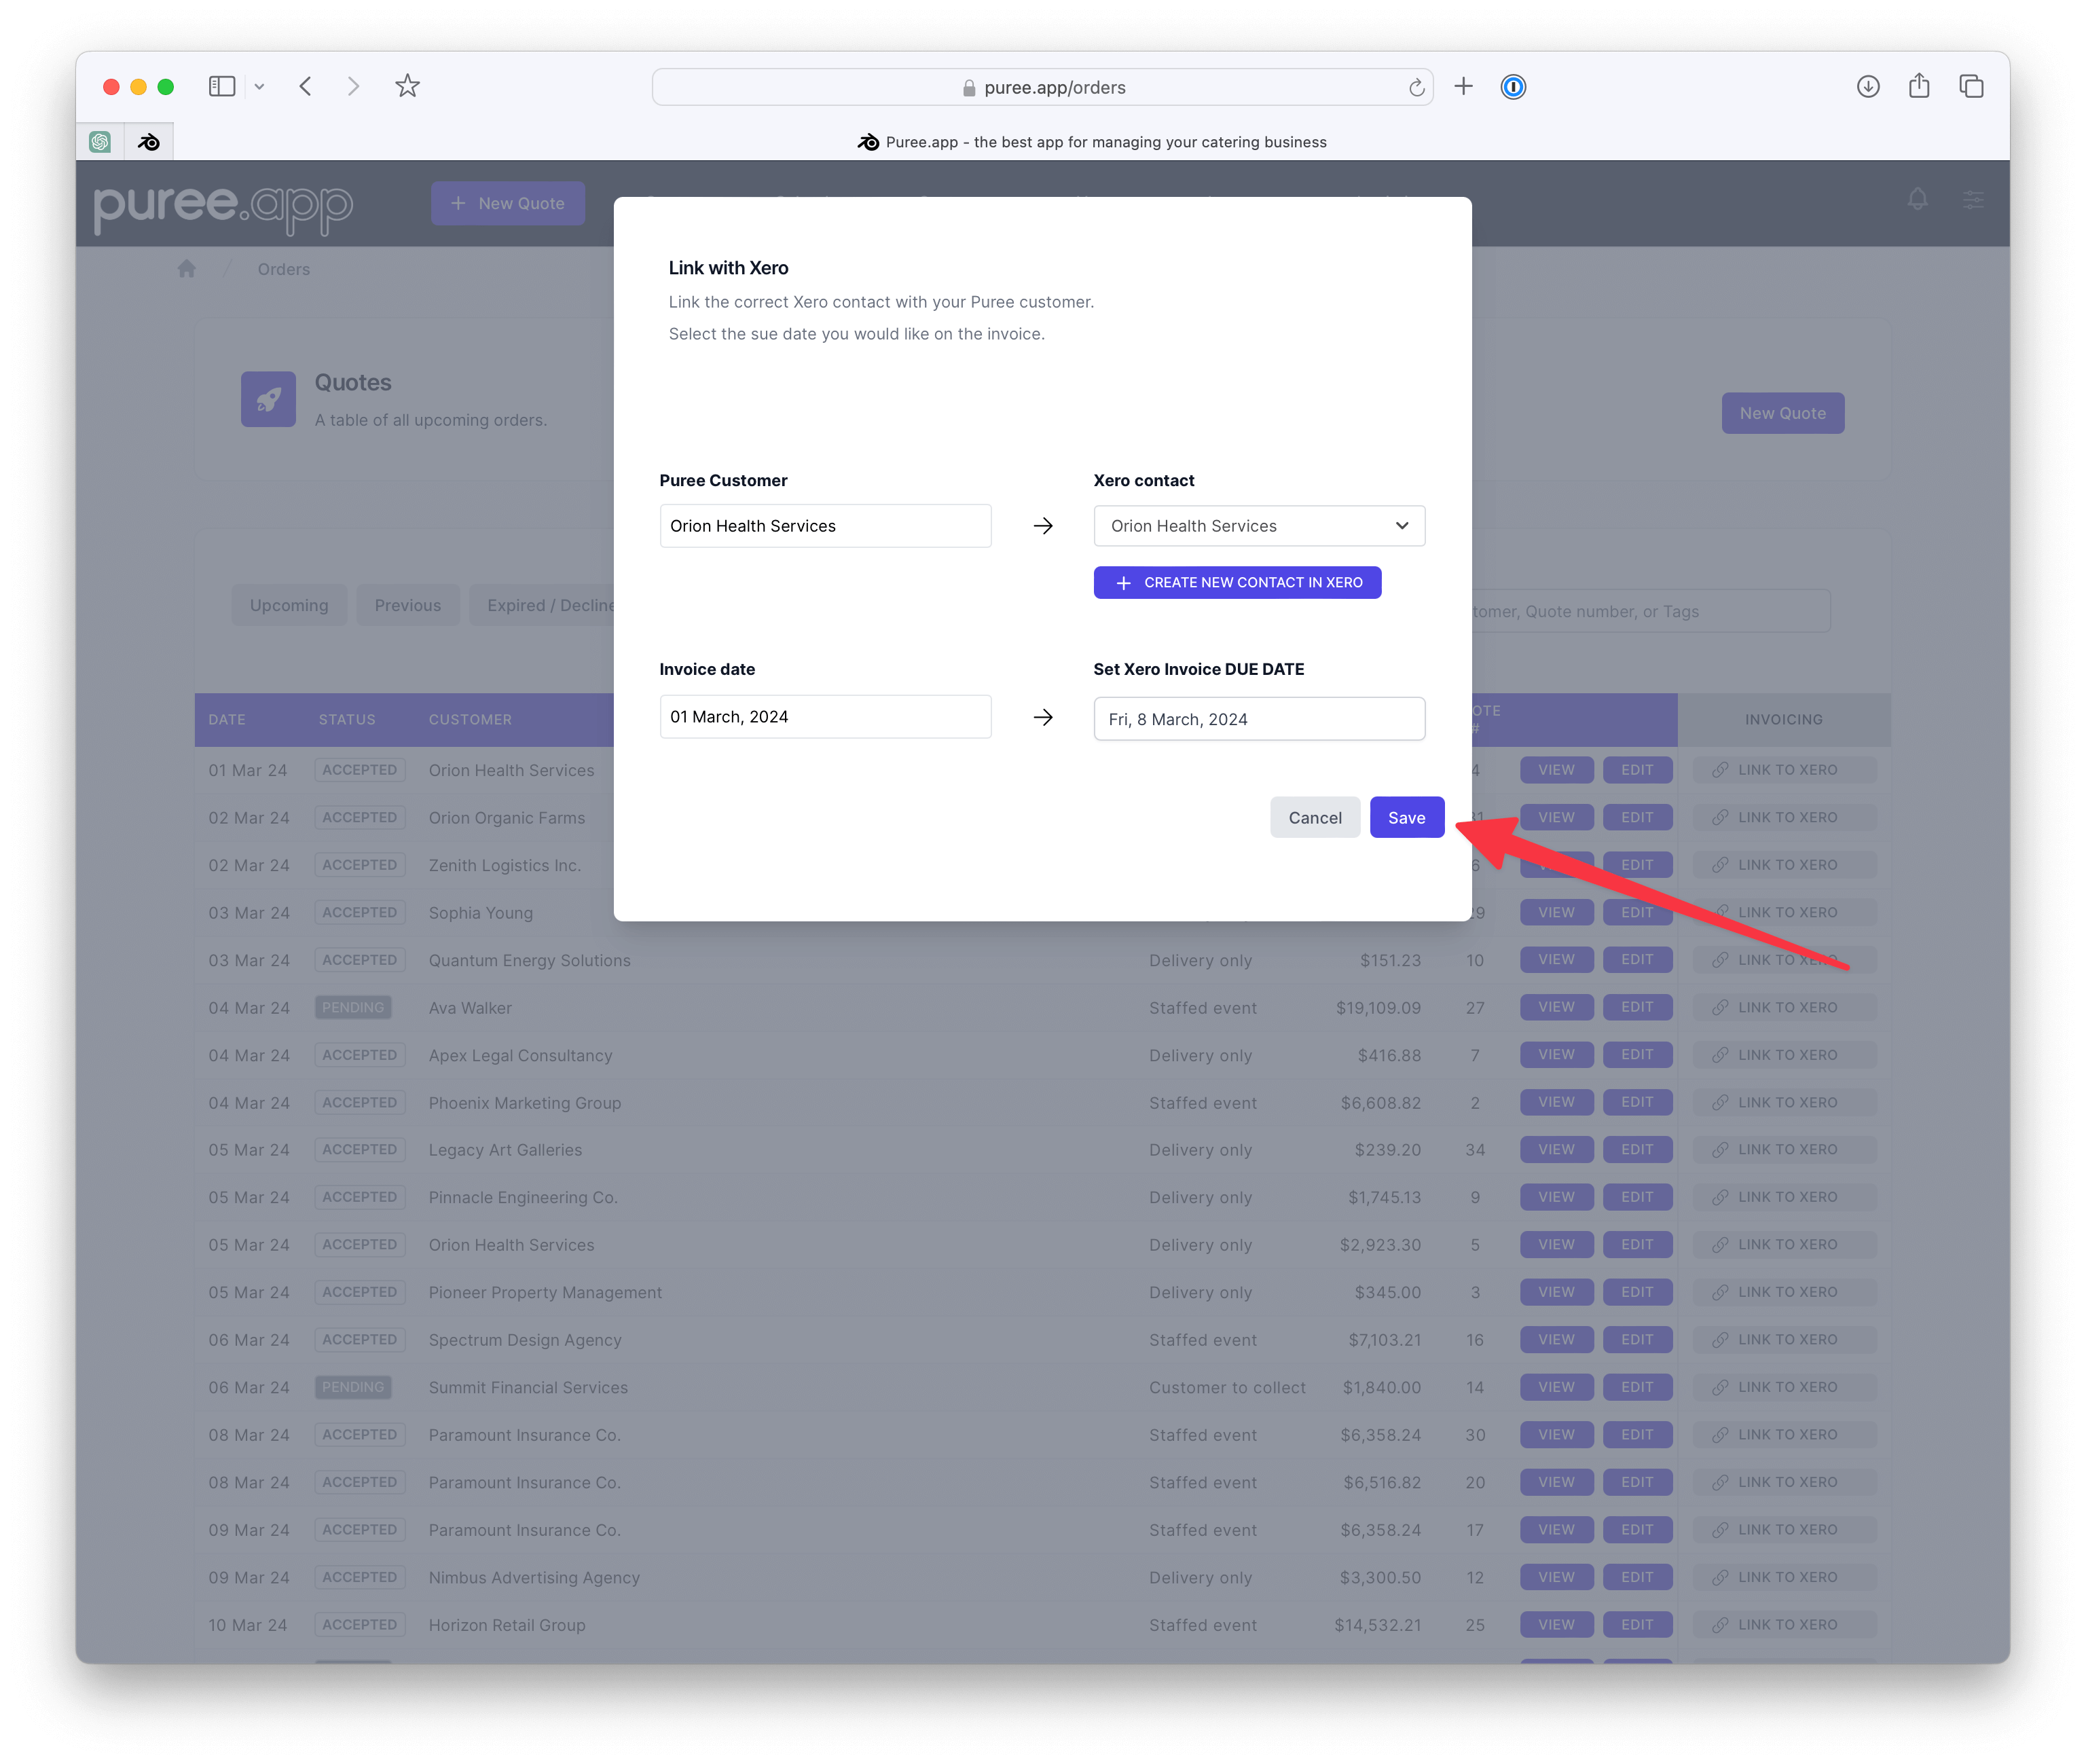 puree.app/orders
Puree.app - the best app for managing your catering business
puree.app
New Quote
Orders
Quotes
A table of all upcoming orders.
New Quote
Upcoming
Previous
Expired /
tomer, Quote number, or Tags
Link with Xero
Link the correct Xero contact with your Puree customer.
Select the sue date you would like on the invoice.
Puree Customer
Xero contact
Orion Health Services
Orion Health Services
CREATE NEW CONTACT IN XERO
Invoice date
Set Xero Invoice DUE DATE
01 March, 2024
Fri, 8 March, 2024
Cancel
Save
DATE STATUS CUSTOMER OTE # INVOICING
01 Mar 24 ACCEPTED Orion Health Services 4 VIEW EDIT LINK TO XERO
02 Mar 24 ACCEPTED Orion Organic Farms 31 VIEW EDIT LINK TO XERO
02 Mar 24 ACCEPTED Zenith Logistics Inc. 6 EDIT LINK TO XERO
03 Mar 24 ACCEPTED Sophia Young 29 VIEW EDIT LINK TO XERO
03 Mar 24 ACCEPTED Quantum Energy Solutions Delivery only $151.23 10 VIEW EDIT LINK TO XERO
04 Mar 24 PENDING Ava Walker Staffed event $19,109.09 27 VIEW EDIT LINK TO XERO
04 Mar 24 ACCEPTED Apex Legal Consultancy Delivery only $416.88 7 VIEW EDIT LINK TO XERO
04 Mar 24 ACCEPTED Phoenix Marketing Group Staffed event $6,608.82 2 VIEW EDIT LINK TO XERO
05 Mar 24 ACCEPTED Legacy Art Galleries Delivery only $239.20 34 VIEW EDIT LINK TO XERO
05 Mar 24 ACCEPTED Pinnacle Engineering Co. Delivery only $1,745.13 9 VIEW EDIT LINK TO XERO
05 Mar 24 ACCEPTED Orion Health Services Delivery only $2,923.30 5 VIEW EDIT LINK TO XERO
05 Mar 24 ACCEPTED Pioneer Property Management Delivery only $345.00 3 VIEW EDIT LINK TO XERO
06 Mar 24 ACCEPTED Spectrum Design Agency Staffed event $7,103.21 16 VIEW EDIT LINK TO XERO
06 Mar 24 PENDING Summit Financial Services Customer to collect $1,840.00 14 VIEW EDIT LINK TO XERO
08 Mar 24 ACCEPTED Paramount Insurance Co. Staffed event $6,358.24 30 VIEW EDIT LINK TO XERO
08 Mar 24 ACCEPTED Paramount Insurance Co. Staffed event $6,516.82 20 VIEW EDIT LINK TO XERO
09 Mar 24 ACCEPTED Paramount Insurance Co. Staffed event $6,358.24 17 VIEW EDIT LINK TO XERO
09 Mar 24 ACCEPTED Nimbus Advertising Agency Delivery only $3,300.50 12 VIEW EDIT LINK TO XERO
10 Mar 24 ACCEPTED Horizon Retail Group Staffed event $14,532.21 25 VIEW EDIT LINK TO XERO